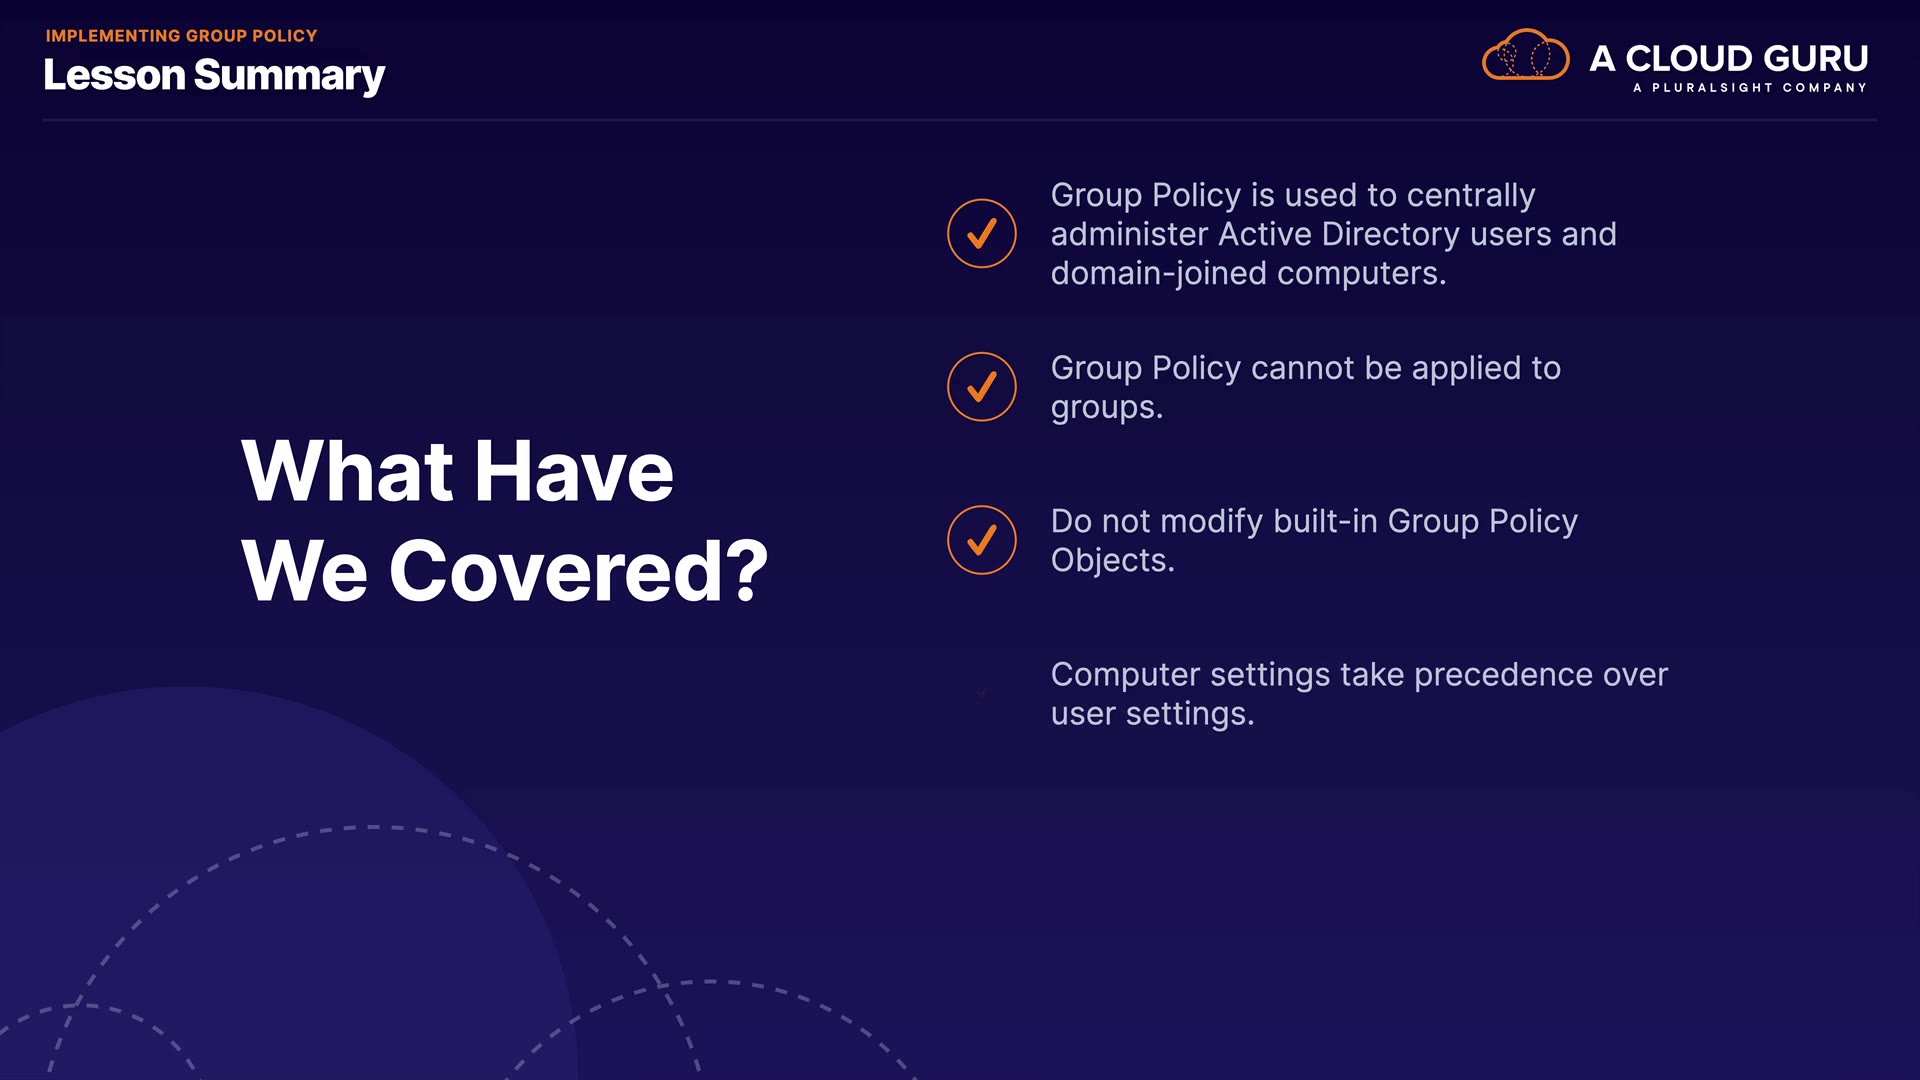 IMPLEMENTING GROUP POLICY
Lesson Summary
A CLOUD GURU
A PLURALSIGHT COMPANY
What Have
We Covered?
Group Policy is used to centrally
administer Active Directory users and
domain-joined computers.
Group Policy cannot be applied to
groups.
Do not modify built-in Group Policy
Objects.
Computer settings take precedence over
user settings.